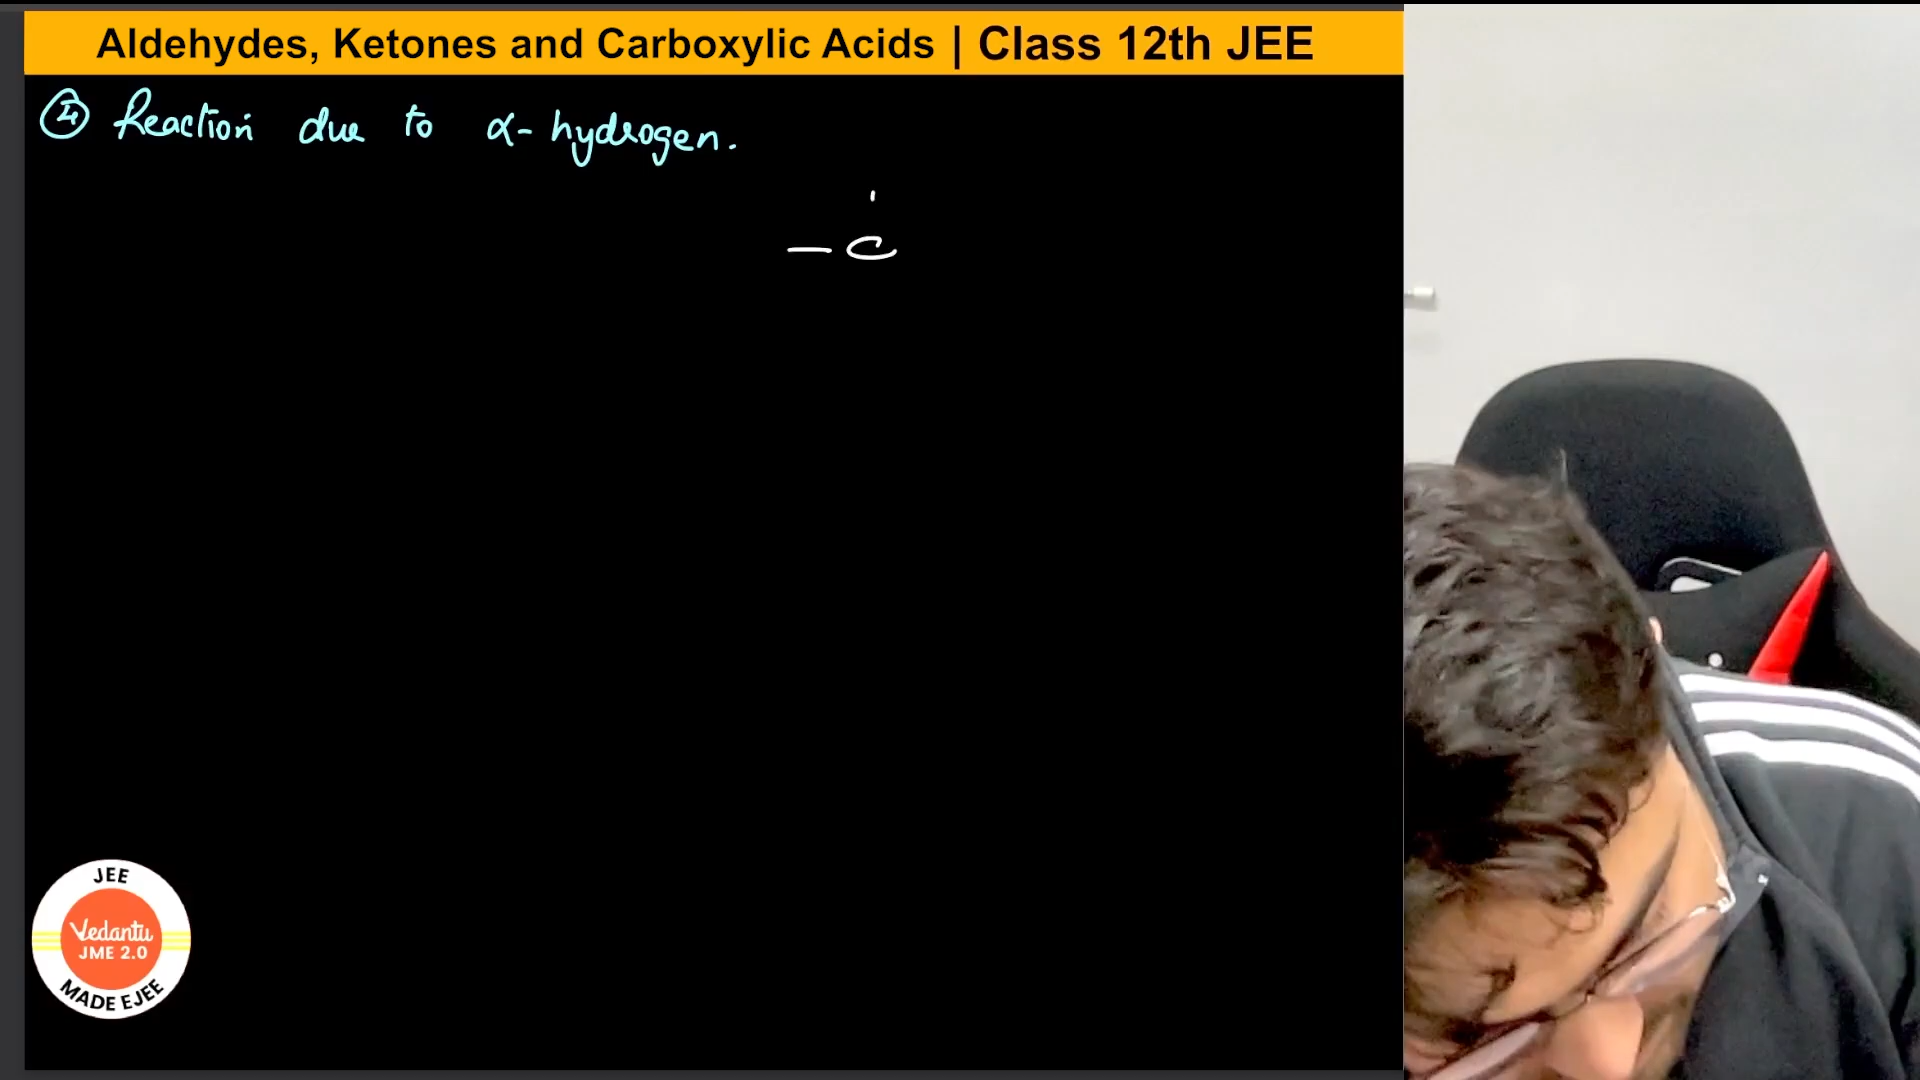 Aldehydes, Ketones and Carboxylic Acids | Class 12th JEE
④ Reaction due to α-hydrogen.
— C
JEE
Vedantu
JME 2.0
MADE EJEE